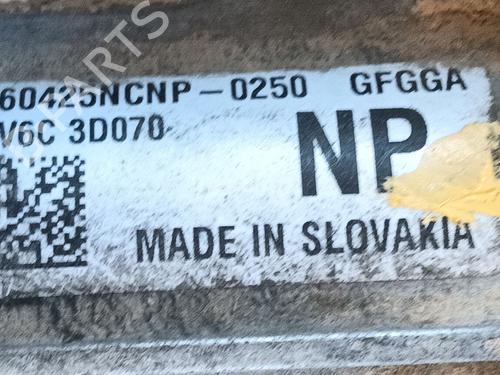 60425NCNP-0250 GFGGA
V6C 3D070
NP
MADE IN SLOVAKIA